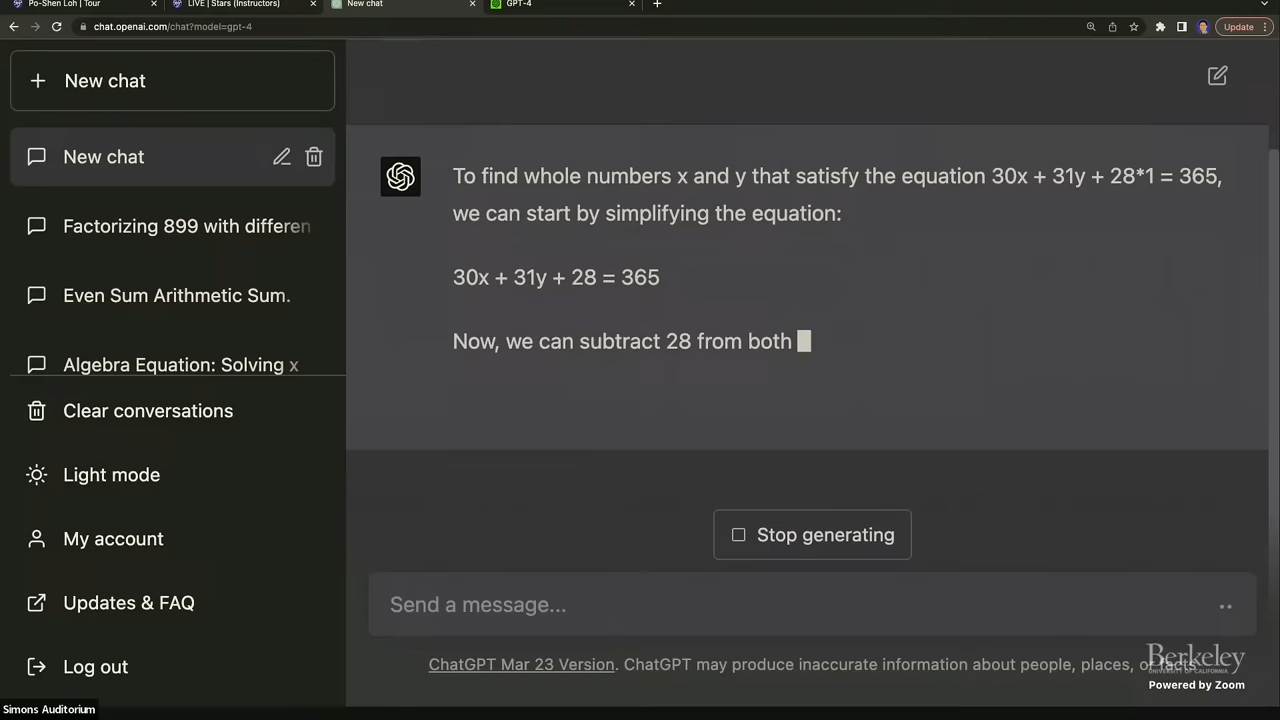 Po-Shen Loh | Tour
LIVE | Stars (Instructors)
New chat
GPT-4
chat.openai.com/chat?model=gpt-4
Update
New chat
New chat
Factorizing 899 with differen
Even Sum Arithmetic Sum.
Algebra Equation: Solving x
Clear conversations
Light mode
My account
Updates & FAQ
Log out
To find whole numbers x and y that satisfy the equation 30x + 31y + 28*1 = 365,
we can start by simplifying the equation:
30x + 31y + 28 = 365
Now, we can subtract 28 from both
Stop generating
Send a message...
ChatGPT Mar 23 Version. ChatGPT may produce inaccurate information about people, places, or facts
Berkeley
UNIVERSITY OF CALIFORNIA
Powered by Zoom
Simons Auditorium